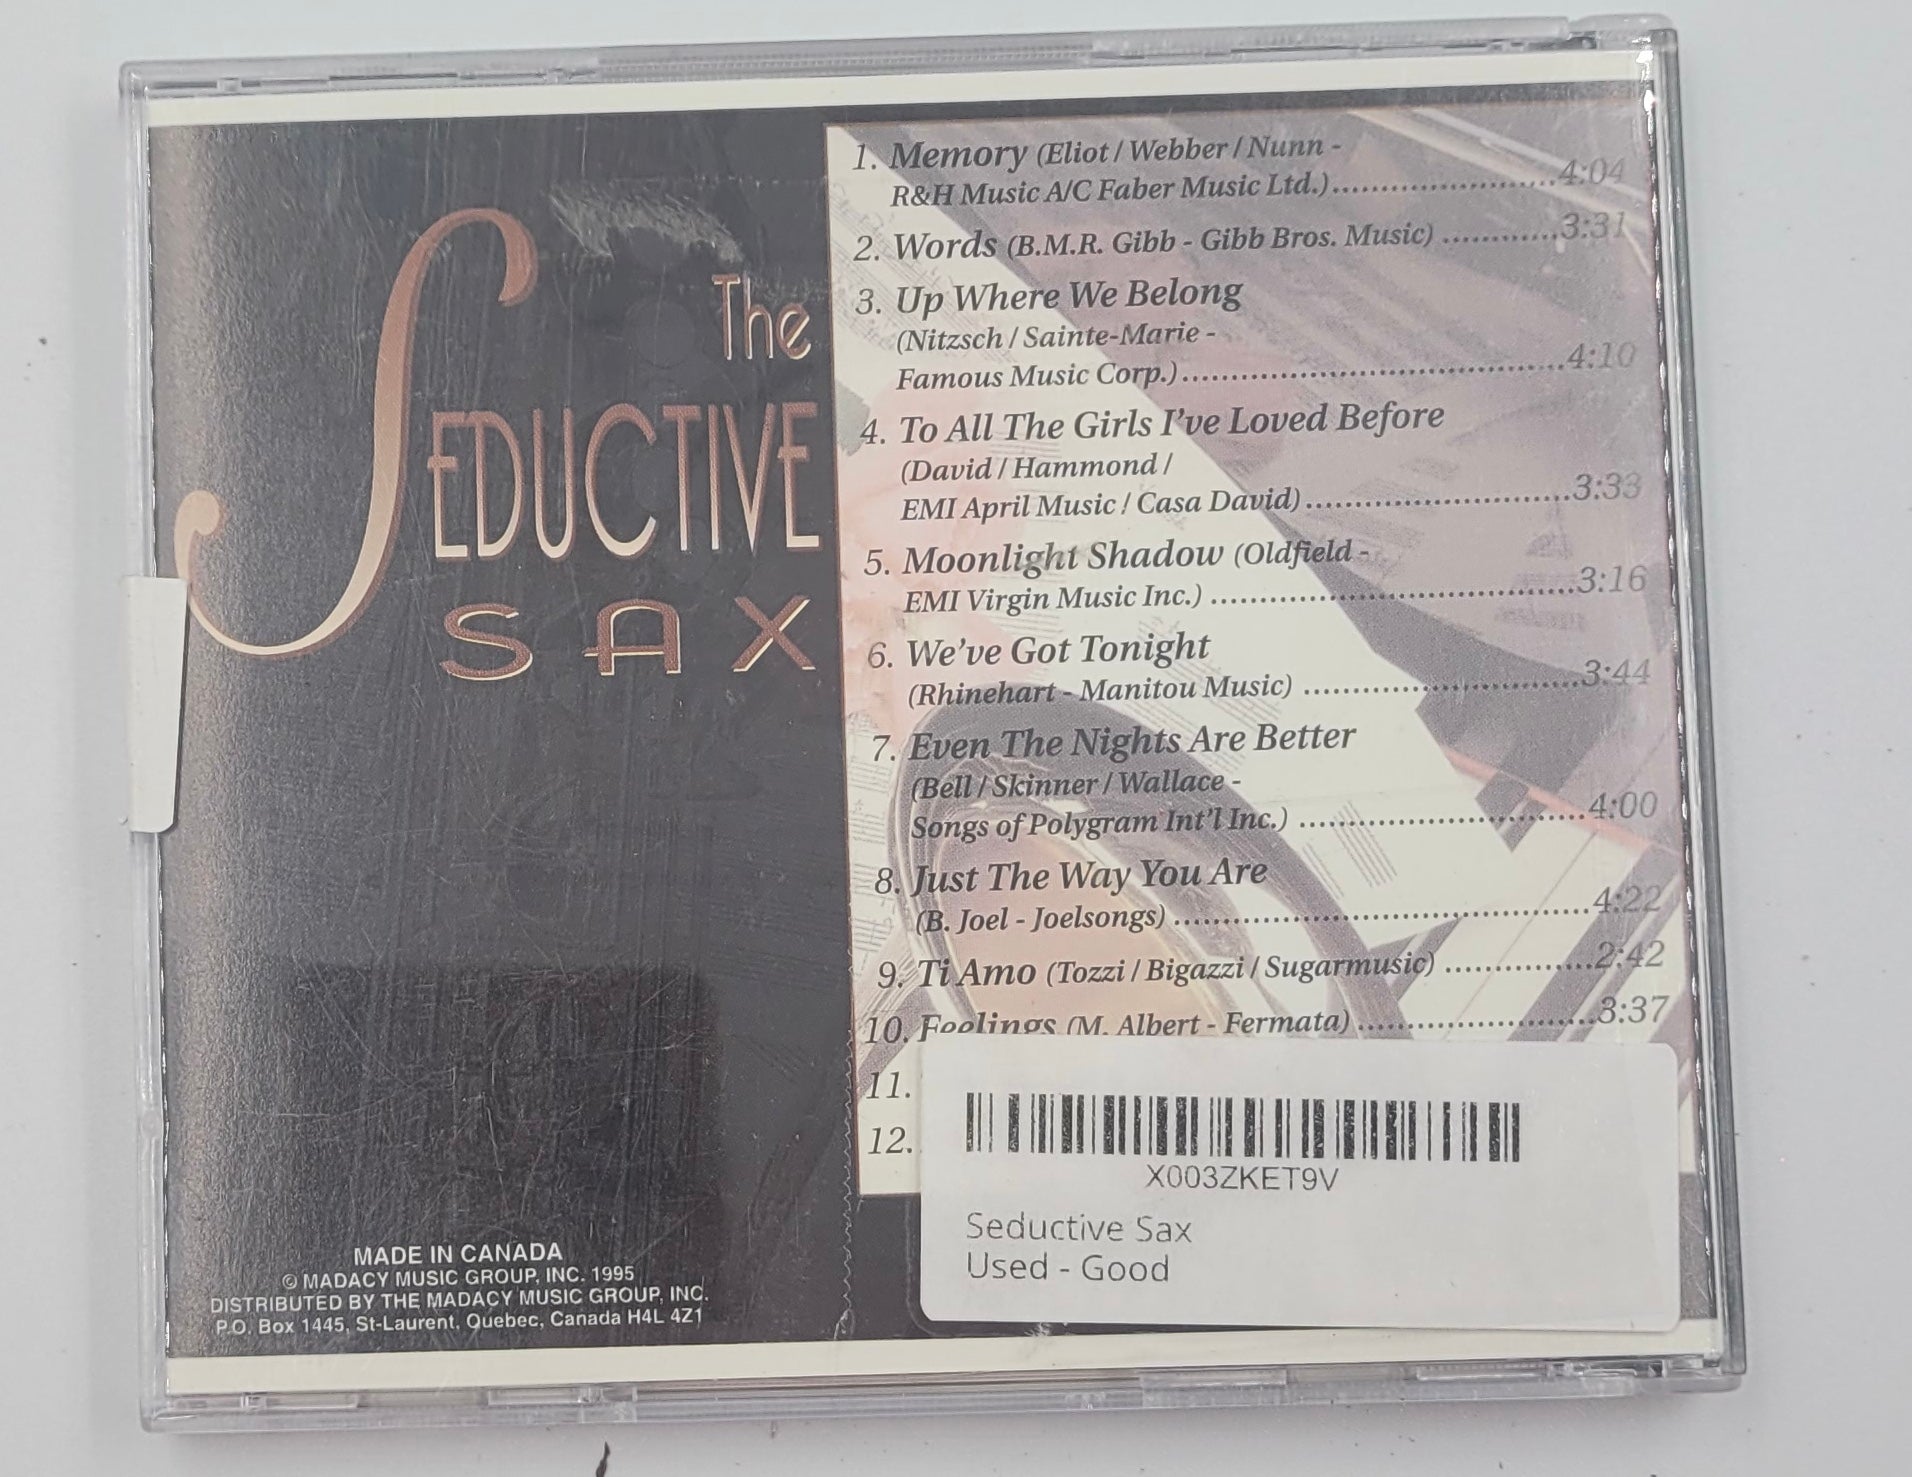 The
SEDUCTIVE
SAX
1. Memory (Eliot / Webber / Nunn -
R&H Music A/C Faber Music Ltd.)..........................4:04
2. Words (B.M.R. Gibb - Gibb Bros. Music) .............3:31
3. Up Where We Belong
(Nitzsch / Sainte-Marie -
Famous Music Corp.)............................................4:10
4. To All The Girls I've Loved Before
(David / Hammond /
EMI April Music / Casa David)..............................3:33
5. Moonlight Shadow (Oldfield -
EMI Virgin Music Inc.) ..........................................3:16
6. We've Got Tonight
(Rhinehart - Manitou Music) ................................3:44
7. Even The Nights Are Better
(Bell / Skinner / Wallace -
Songs of Polygram Int'l Inc.) .................................4:00
8. Just The Way You Are
(B. Joel - Joelsongs) ................................................4:22
9. Ti Amo (Tozzi / Bigazzi / Sugarmusic) .................2:42
10. Feelings (M. Albert - Fermata)...........................3:37
11.
12.
MADE IN CANADA
© MADACY MUSIC GROUP, INC. 1995
DISTRIBUTED BY THE MADACY MUSIC GROUP, INC.
P.O. Box 1445, St-Laurent, Quebec, Canada H4L 4Z1
X003ZKET9V
Seductive Sax
Used - Good